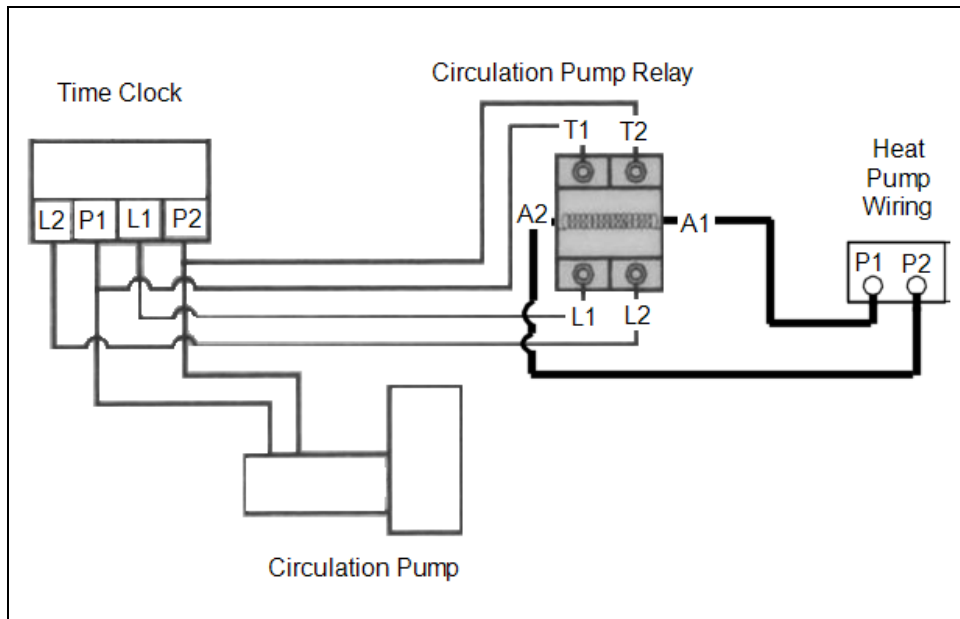 Circulation Pump Relay
Time Clock
T1 T2
Heat
Pump
Wiring
L2 P1 L1 P2
A2 A1
P1 P2
L1 L2
Circulation Pump